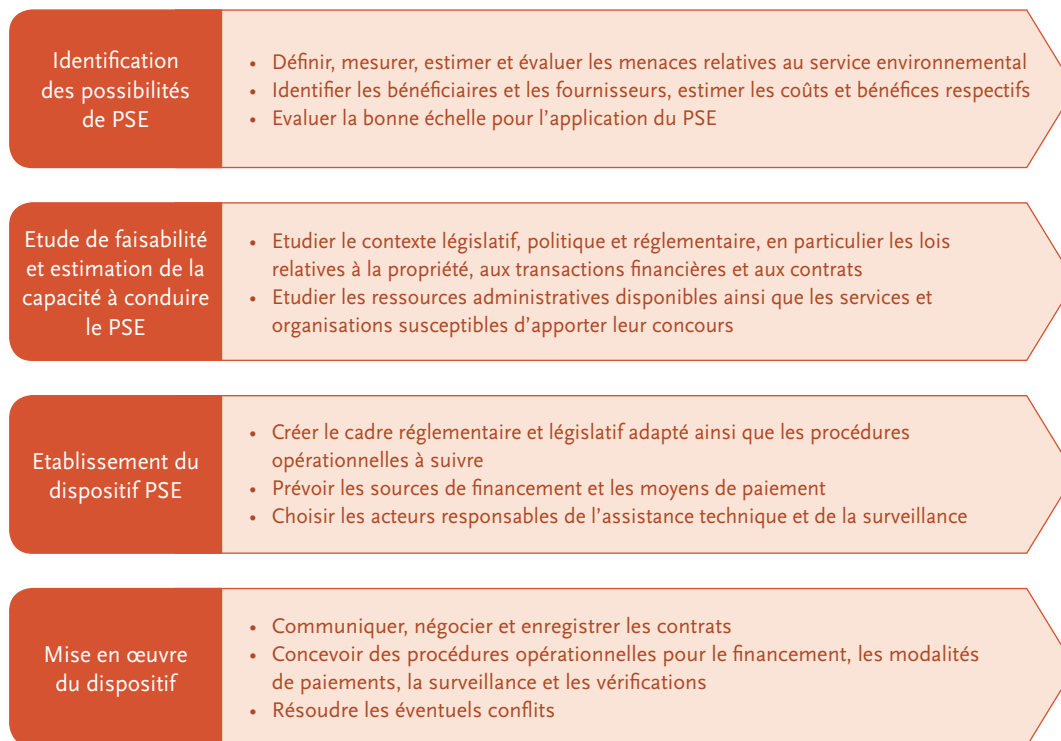 Identification
des possibilités
de PSE
• Définir, mesurer, estimer et évaluer les menaces relatives au service environnemental
• Identifier les bénéficiaires et les fournisseurs, estimer les coûts et bénéfices respectifs
• Evaluer la bonne échelle pour l'application du PSE
Etude de faisabilité
et estimation de la
capacité à conduire
le PSE
• Etudier le contexte législatif, politique et réglementaire, en particulier les lois
relatives à la propriété, aux transactions financières et aux contrats
• Etudier les ressources administratives disponibles ainsi que les services et
organisations susceptibles d'apporter leur concours
Etablissement du
dispositif PSE
• Créer le cadre réglementaire et législatif adapté ainsi que les procédures
opérationnelles à suivre
• Prévoir les sources de financement et les moyens de paiement
• Choisir les acteurs responsables de l'assistance technique et de la surveillance
Mise en œuvre
du dispositif
• Communiquer, négocier et enregistrer les contrats
• Concevoir des procédures opérationnelles pour le financement, les modalités
de paiements, la surveillance et les vérifications
• Résoudre les éventuels conflits